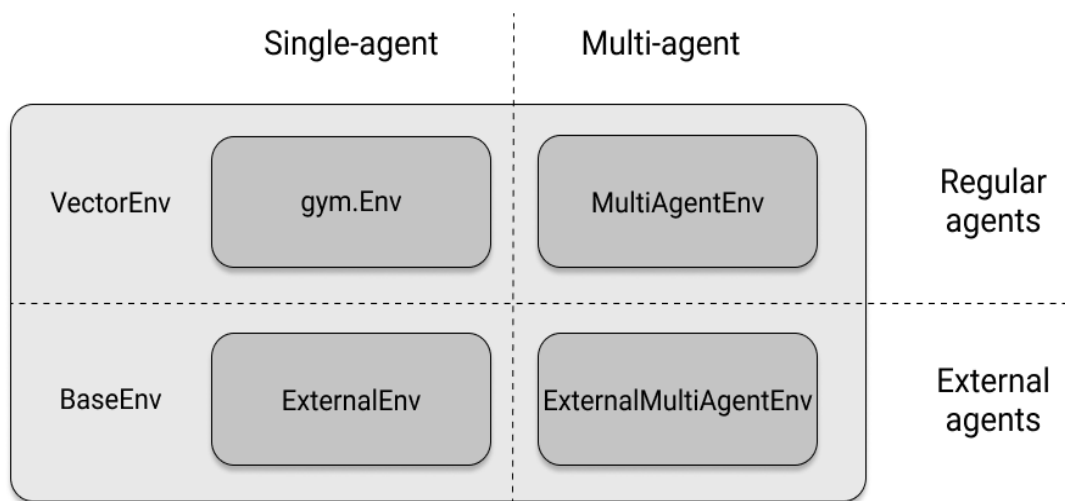 Single-agent
Multi-agent
VectorEnv
gym.Env
MultiAgentEnv
Regular
agents
BaseEnv
ExternalEnv
ExternalMultiAgentEnv
External
agents